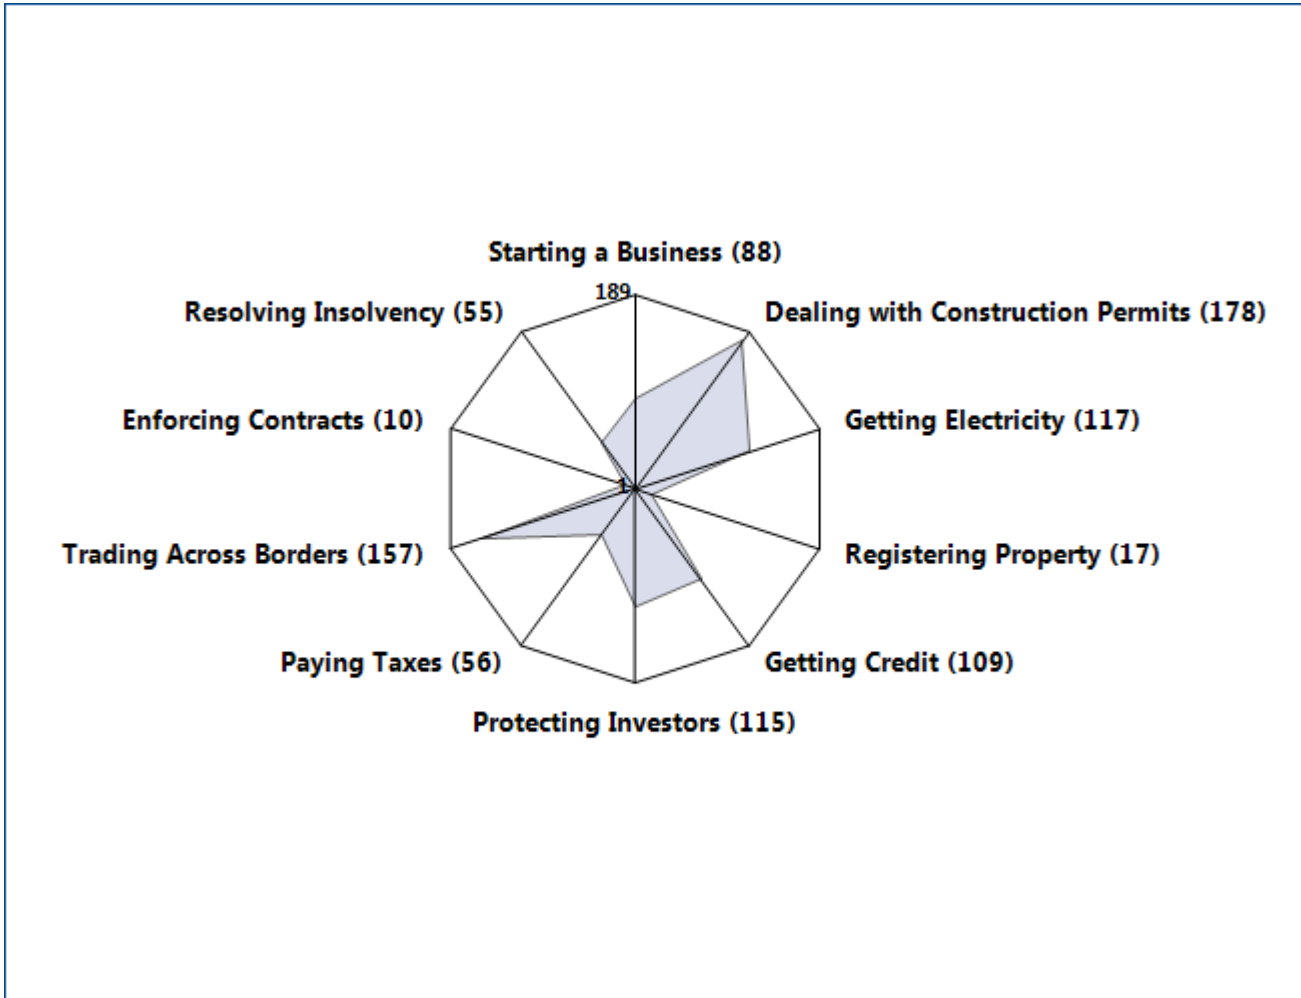 Starting a Business (88)
189
Resolving Insolvency (55)
Dealing with Construction Permits (178)
Enforcing Contracts (10)
Getting Electricity (117)
1
Trading Across Borders (157)
Registering Property (17)
Paying Taxes (56)
Getting Credit (109)
Protecting Investors (115)